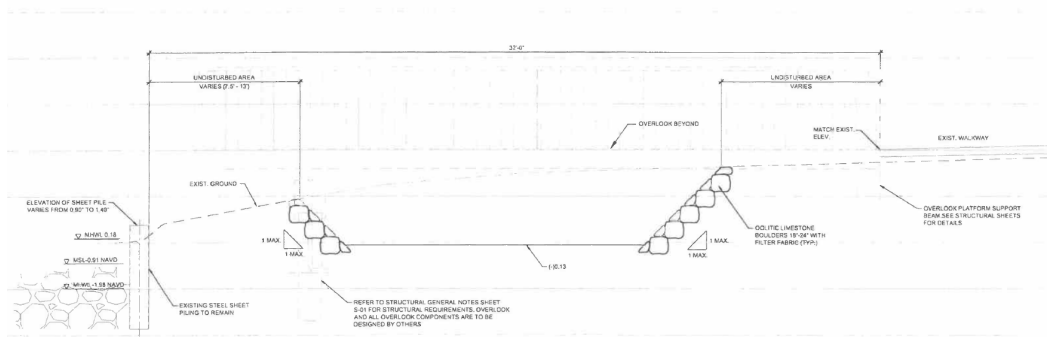 32'-0"
UNDISTURBED AREA
VARIES (7.5' - 13')
UNDISTURBED AREA
VARIES
OVERLOOK BEYOND
MATCH EXIST.
ELEV.
EXIST. WALKWAY
EXIST. GROUND
ELEVATION OF SHEET PILE
VARIES FROM 0.90" TO 1.49"
MHWL 0.18
MSL-0.91 NAVD
MLWL-1.98 NAVD
1 MAX.
1 MAX.
(-)0.13
1 MAX.
1 MAX.
OOLITIC LIMESTONE
BOULDERS 18"-24" WITH
FILTER FABRIC (TYP.)
OVERLOOK PLATFORM SUPPORT
BEAM.SEE STRUCTURAL SHEETS
FOR DETAILS
EXISTING STEEL SHEET
PILING TO REMAIN
REFER TO STRUCTURAL GENERAL NOTES SHEET
S-01 FOR STRUCTURAL REQUIREMENTS. OVERLOOK
AND ALL OVERLOOK COMPONENTS ARE TO BE
DESIGNED BY OTHERS